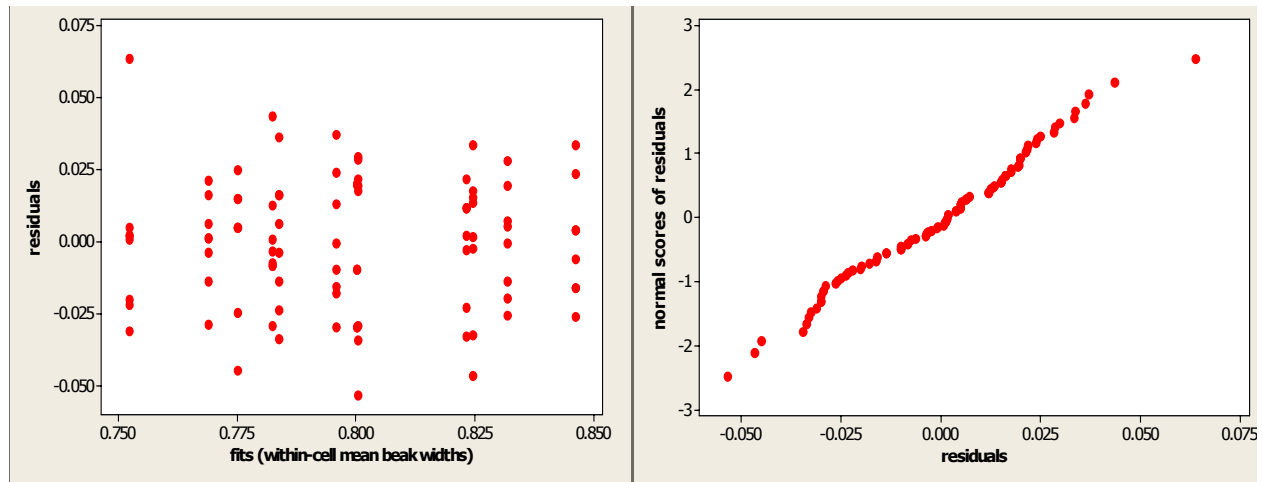 0.075
0.050
0.025
0.000
-0.025
-0.050
residuals
0.750 0.775 0.800 0.825 0.850
fits (within-cell mean beak widths)
3
2
1
0
-1
-2
-3
normal scores of residuals
-0.050 -0.025 0.000 0.025 0.050 0.075
residuals